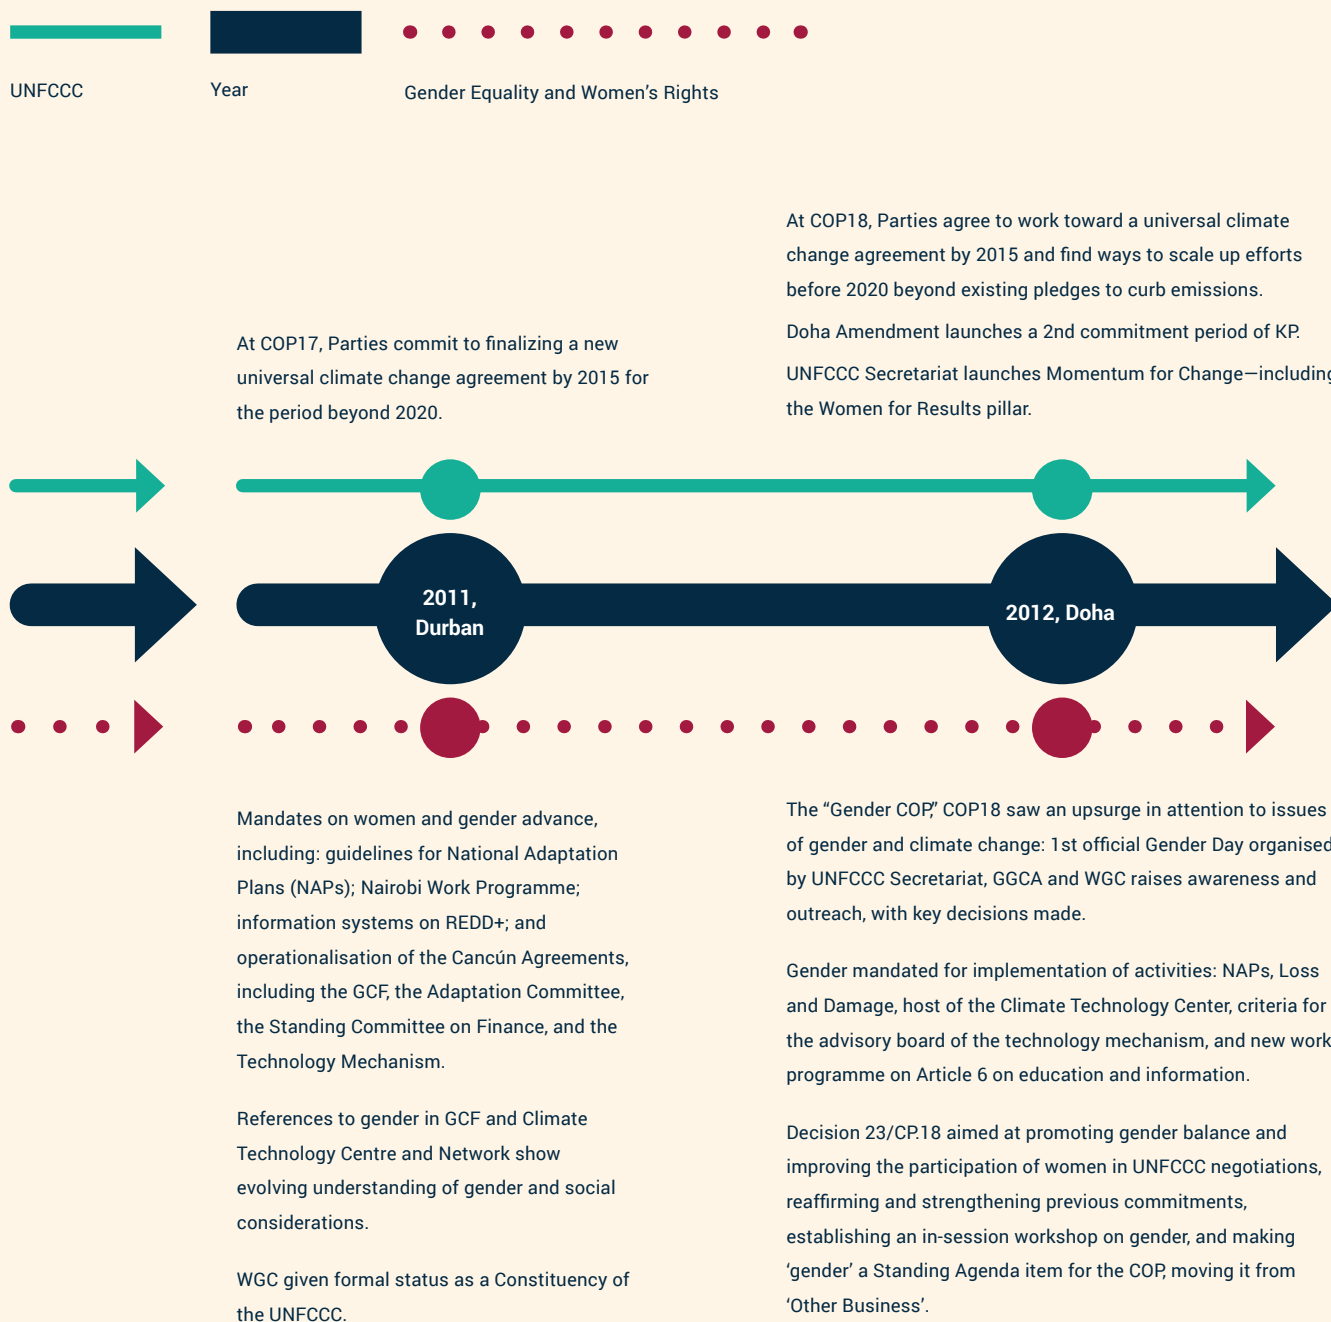 UNFCCC
Year
Gender Equality and Women's Rights
At COP17, Parties commit to finalizing a new
universal climate change agreement by 2015 for
the period beyond 2020.
At COP18, Parties agree to work toward a universal climate
change agreement by 2015 and find ways to scale up efforts
before 2020 beyond existing pledges to curb emissions.
Doha Amendment launches a 2nd commitment period of KP.
UNFCCC Secretariat launches Momentum for Change—including
the Women for Results pillar.
2011,
Durban
2012, Doha
Mandates on women and gender advance,
including: guidelines for National Adaptation
Plans (NAPs); Nairobi Work Programme;
information systems on REDD+; and
operationalisation of the Cancún Agreements,
including the GCF, the Adaptation Committee,
the Standing Committee on Finance, and the
Technology Mechanism.
References to gender in GCF and Climate
Technology Centre and Network show
evolving understanding of gender and social
considerations.
WGC given formal status as a Constituency of
the UNFCCC.
The “Gender COP,” COP18 saw an upsurge in attention to issues
of gender and climate change: 1st official Gender Day organised
by UNFCCC Secretariat, GGCA and WGC raises awareness and
outreach, with key decisions made.
Gender mandated for implementation of activities: NAPs, Loss
and Damage, host of the Climate Technology Center, criteria for
the advisory board of the technology mechanism, and new work
programme on Article 6 on education and information.
Decision 23/CP.18 aimed at promoting gender balance and
improving the participation of women in UNFCCC negotiations,
reaffirming and strengthening previous commitments,
establishing an in-session workshop on gender, and making
‘gender’ a Standing Agenda item for the COP, moving it from
‘Other Business’.